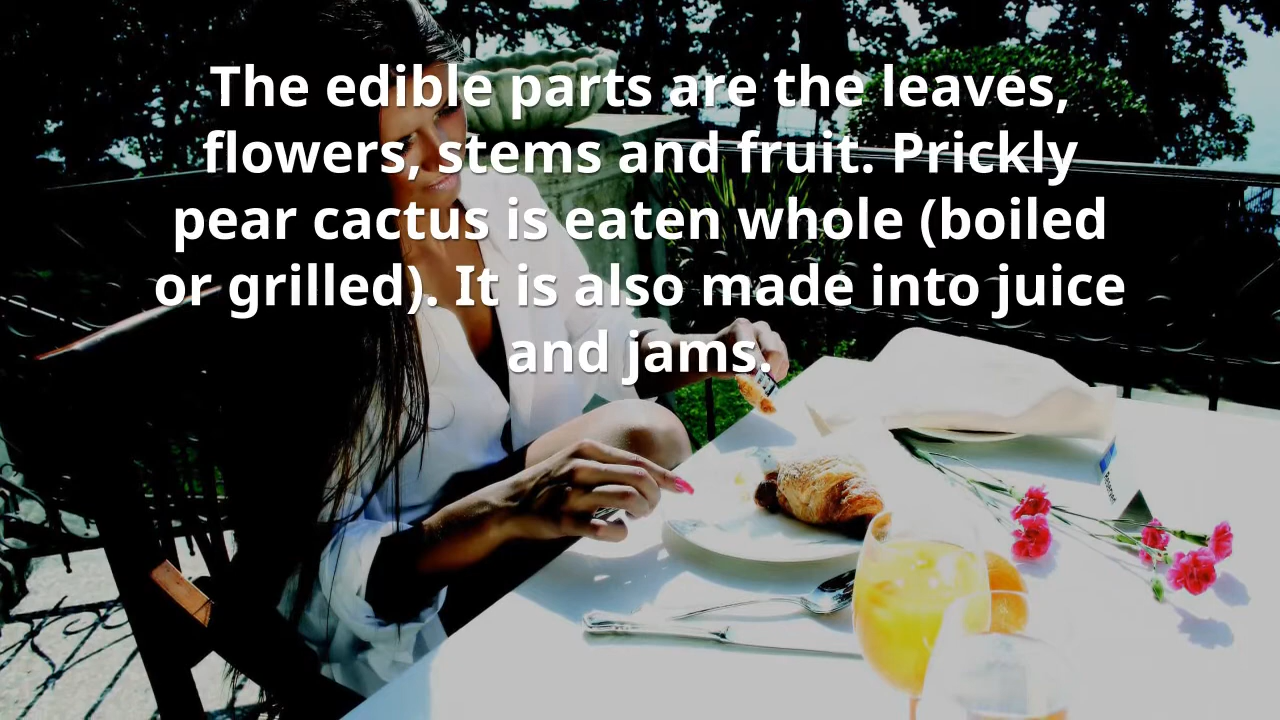 The edible parts are the leaves,
flowers, stems and fruit. Prickly
pear cactus is eaten whole (boiled
or grilled). It is also made into juice
and jams.